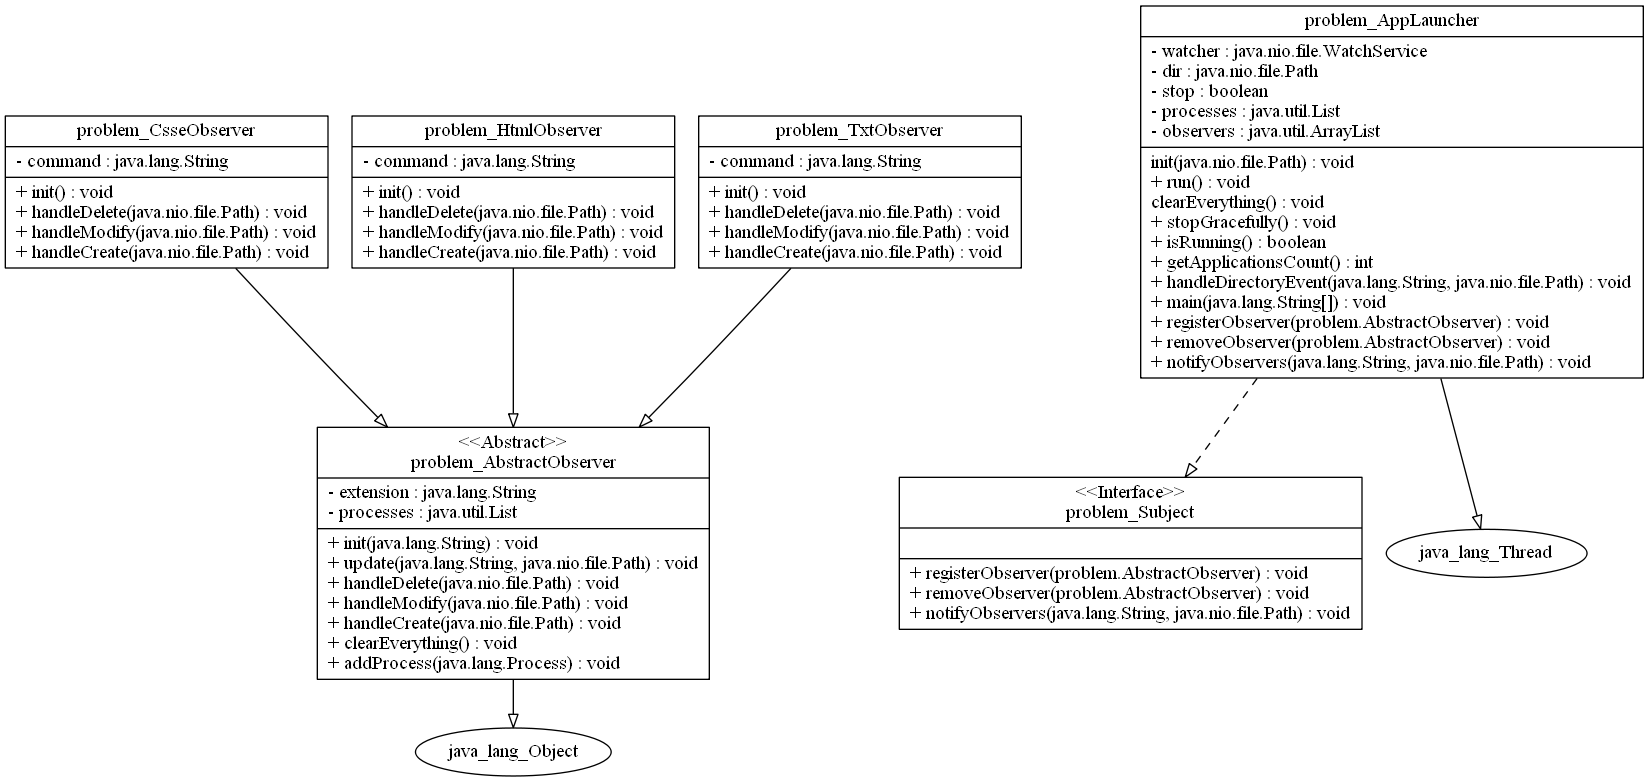 problem_AppLauncher
- watcher : java.nio.file.WatchService
- dir : java.nio.file.Path
- stop : boolean
- processes : java.util.List
- observers : java.util.ArrayList
init(java.nio.file.Path) : void
+ run() : void
clearEverything() : void
+ stopGracefully() : void
+ isRunning() : boolean
+ getApplicationsCount() : int
+ handleDirectoryEvent(java.lang.String, java.nio.file.Path) : void
+ main(java.lang.String[]) : void
+ registerObserver(problem.AbstractObserver) : void
+ removeObserver(problem.AbstractObserver) : void
+ notifyObservers(java.lang.String, java.nio.file.Path) : void
problem_CsseObserver
- command : java.lang.String
+ init() : void
+ handleDelete(java.nio.file.Path) : void
+ handleModify(java.nio.file.Path) : void
+ handleCreate(java.nio.file.Path) : void
problem_HtmlObserver
- command : java.lang.String
+ init() : void
+ handleDelete(java.nio.file.Path) : void
+ handleModify(java.nio.file.Path) : void
+ handleCreate(java.nio.file.Path) : void
problem_TxtObserver
- command : java.lang.String
+ init() : void
+ handleDelete(java.nio.file.Path) : void
+ handleModify(java.nio.file.Path) : void
+ handleCreate(java.nio.file.Path) : void
<<Abstract>>
problem_AbstractObserver
- extension : java.lang.String
- processes : java.util.List
+ init(java.lang.String) : void
+ update(java.lang.String, java.nio.file.Path) : void
+ handleDelete(java.nio.file.Path) : void
+ handleModify(java.nio.file.Path) : void
+ handleCreate(java.nio.file.Path) : void
+ clearEverything() : void
+ addProcess(java.lang.Process) : void
<<Interface>>
problem_Subject
+ registerObserver(problem.AbstractObserver) : void
+ removeObserver(problem.AbstractObserver) : void
+ notifyObservers(java.lang.String, java.nio.file.Path) : void
java_lang_Thread
java_lang_Object